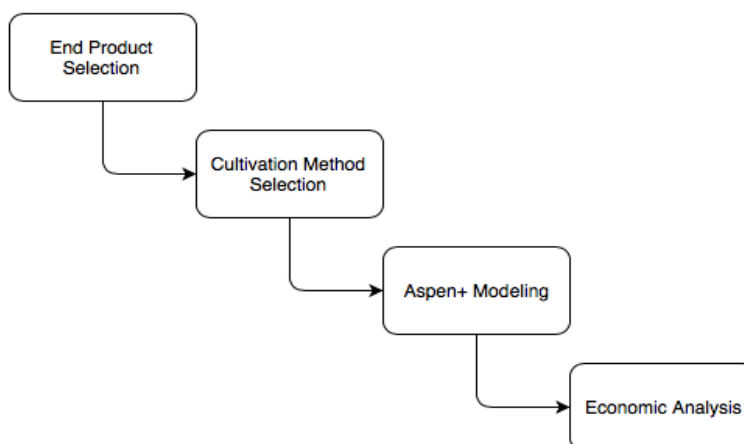 End Product
Selection
Cultivation Method
Selection
Aspen+ Modeling
Economic Analysis